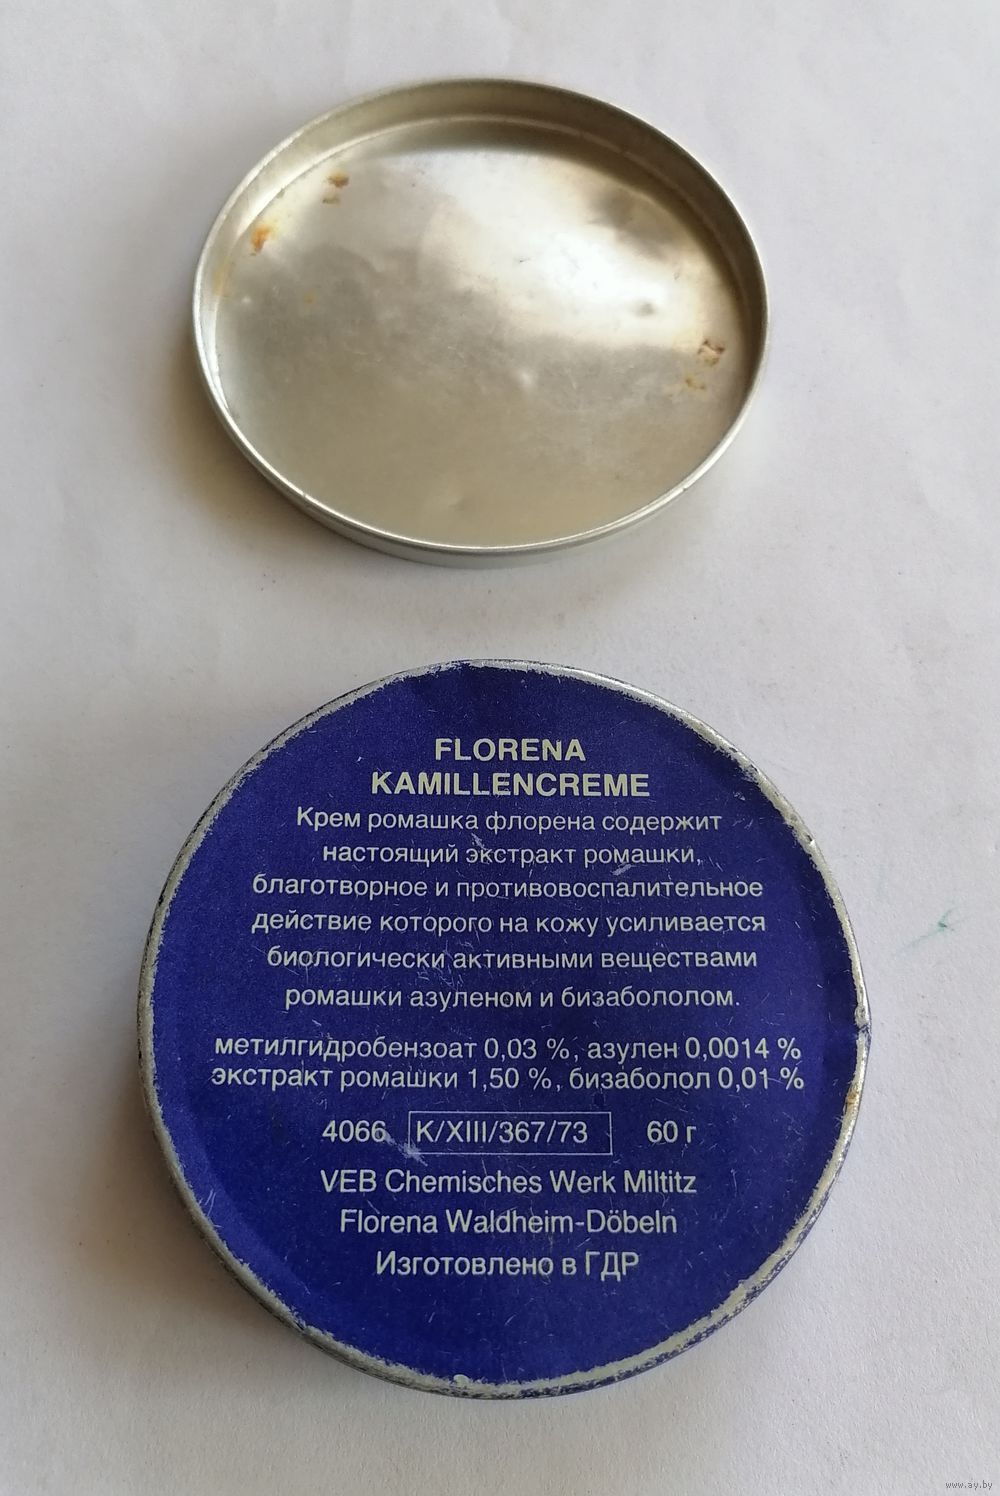 FLORENA
KAMILLENCREME
Крем ромашка флорена содержит
настоящий экстракт ромашки,
благотворное и противовоспалительное
действие которого на кожу усиливается
биологически активными веществами
ромашки азуленом и бизабололом.
метилгидробензоат 0,03 %, азулен 0,0014 %
экстракт ромашки 1,50 %, бизаболол 0,01 %
4066 K/XIII/367/73 60 г
VEB Chemisches Werk Miltitz
Florena Waldheim-Döbeln
Изготовлено в ГДР
www.ay.by